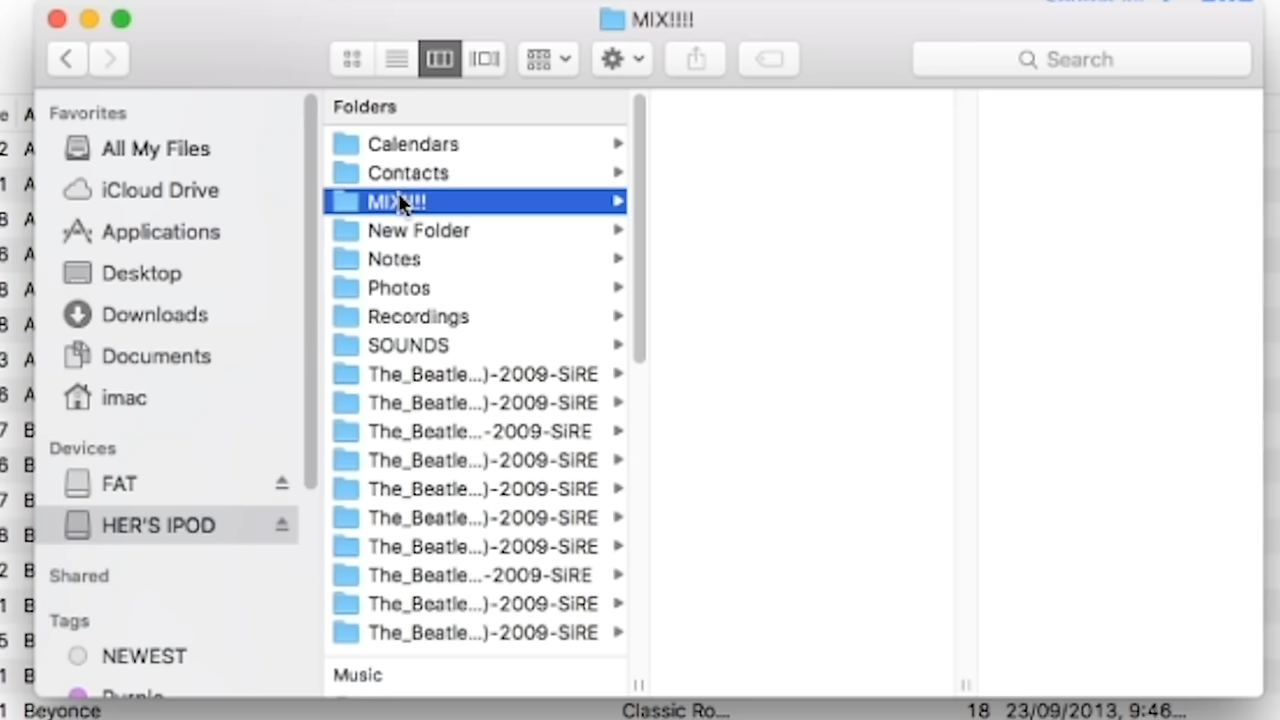 MIX!!!!
Search
Favorites
All My Files
iCloud Drive
Applications
Desktop
Downloads
Documents
imac
Devices
FAT
HER'S IPOD
Shared
Tags
NEWEST
Purple
Folders
Calendars
Contacts
MIX!!!!
New Folder
Notes
Photos
Recordings
SOUNDS
The_Beatle...)-2009-SiRE
The_Beatle...)-2009-SiRE
The_Beatle...-2009-SiRE
The_Beatle...)-2009-SiRE
The_Beatle...)-2009-SiRE
The_Beatle...)-2009-SiRE
The_Beatle...)-2009-SiRE
The_Beatle...-2009-SiRE
The_Beatle...)-2009-SiRE
The_Beatle...)-2009-SiRE
Music
Beyonce Classic Ro... 18 23/09/2013, 9:46...